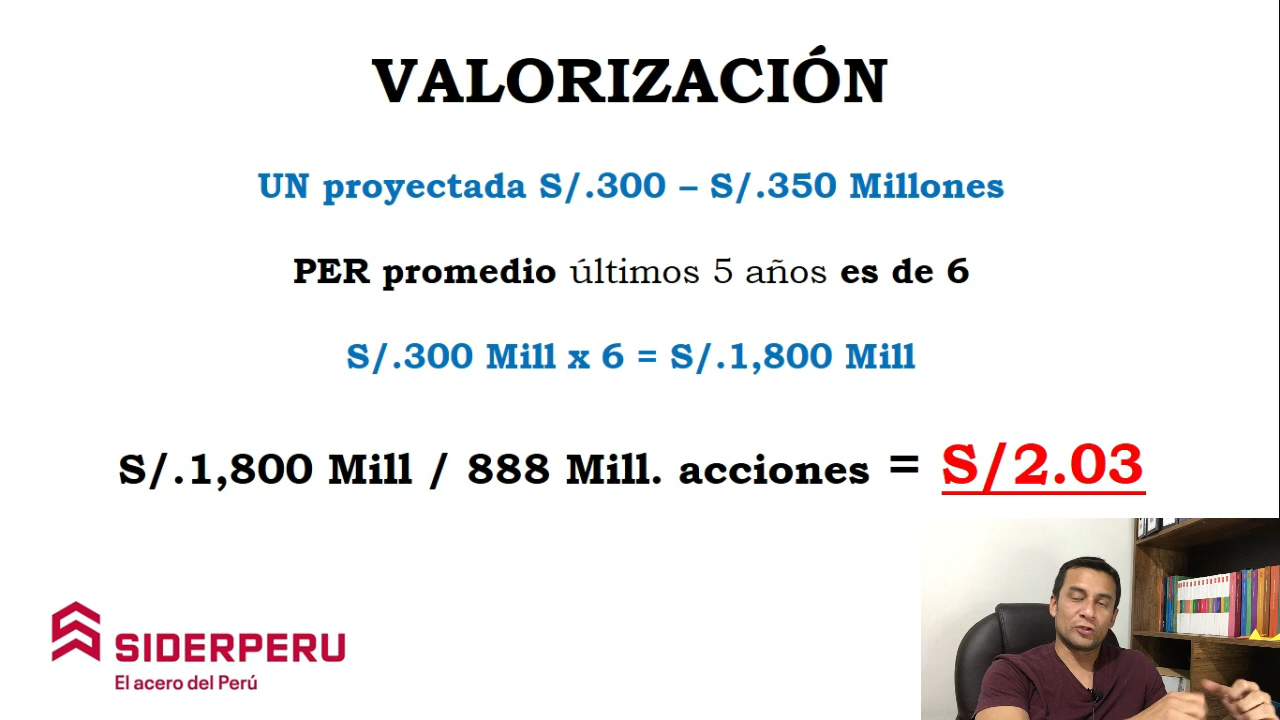 VALORIZACIÓN
UN proyectada S/.300 – S/.350 Millones
PER promedio últimos 5 años es de 6
S/.300 Mill x 6 = S/.1,800 Mill
S/.1,800 Mill / 888 Mill. acciones = S/2.03
SIDERPERU
El acero del Perú